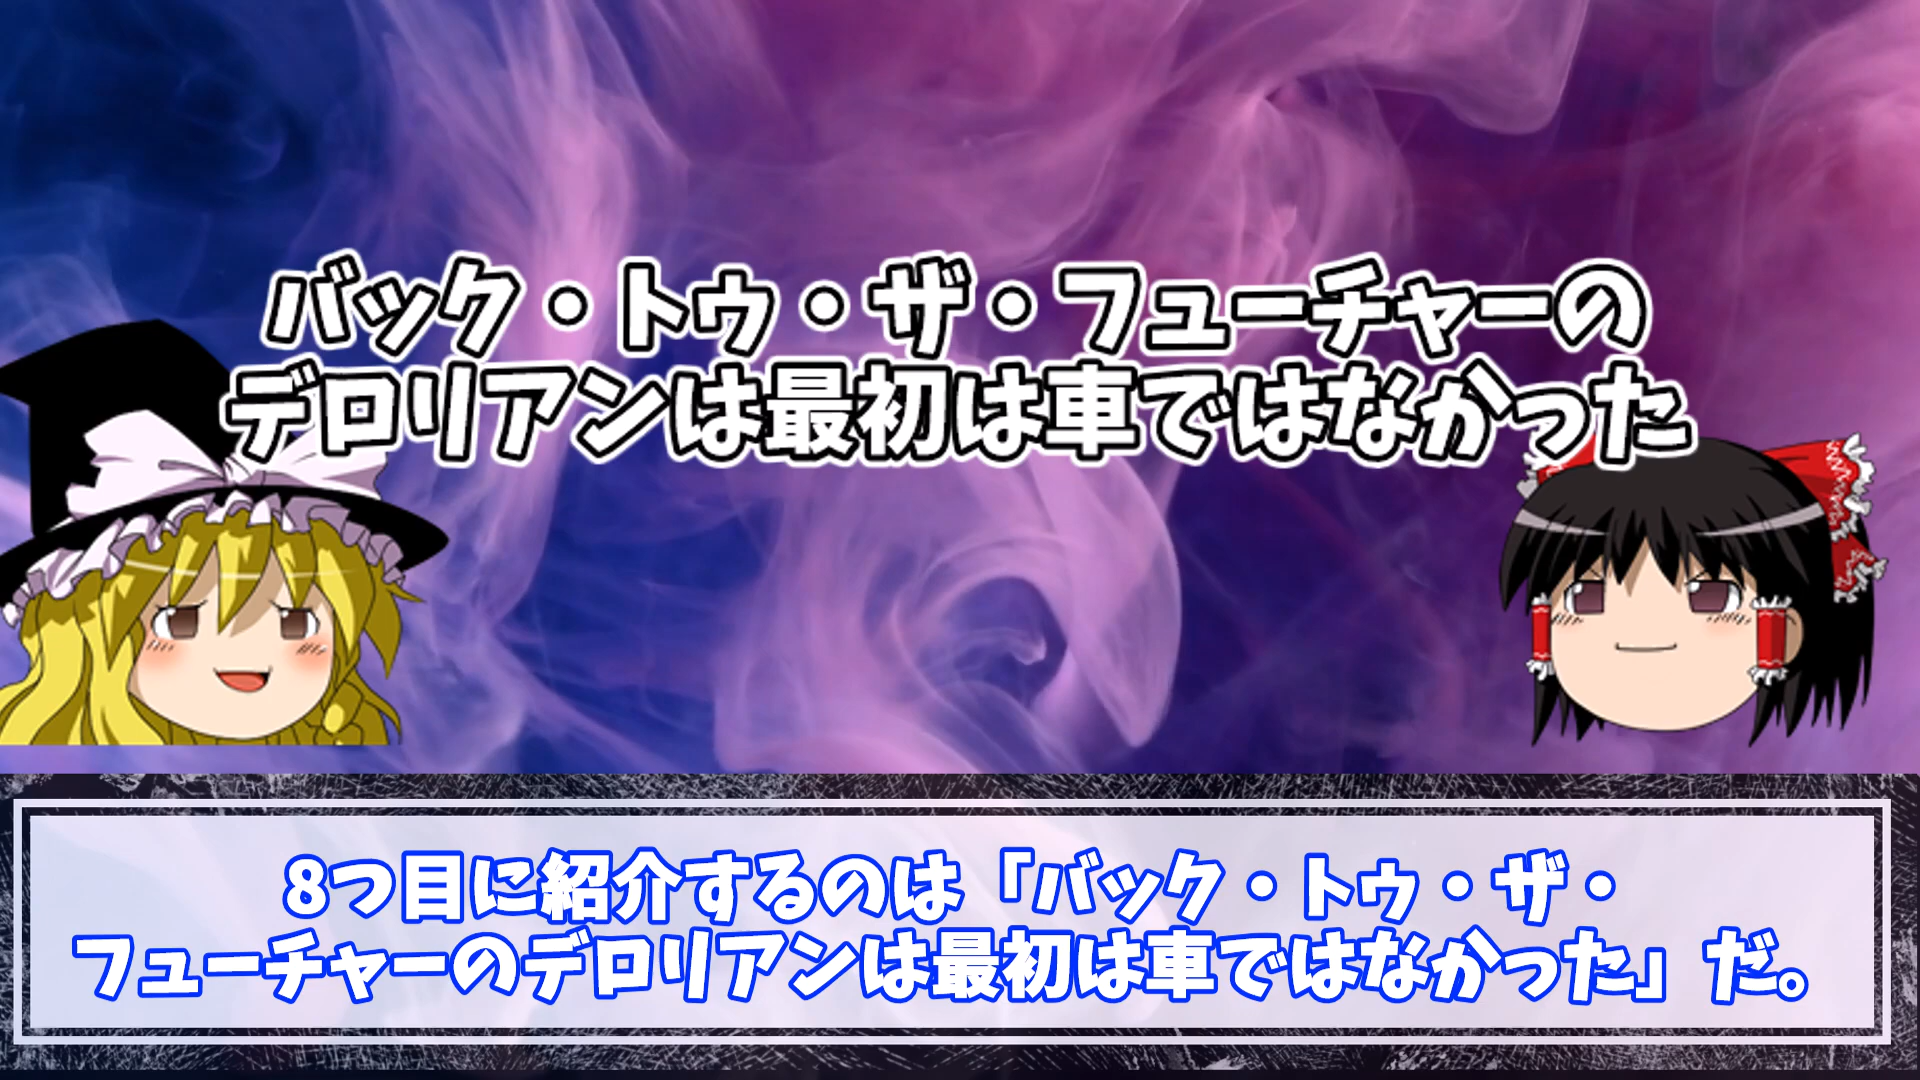 バック・トゥ・ザ・フューチャーの
デロリアンは最初は車ではなかった
8つ目に紹介するのは「バック・トゥ・ザ・
フューチャーのデロリアンは最初は車ではなかった」だ。